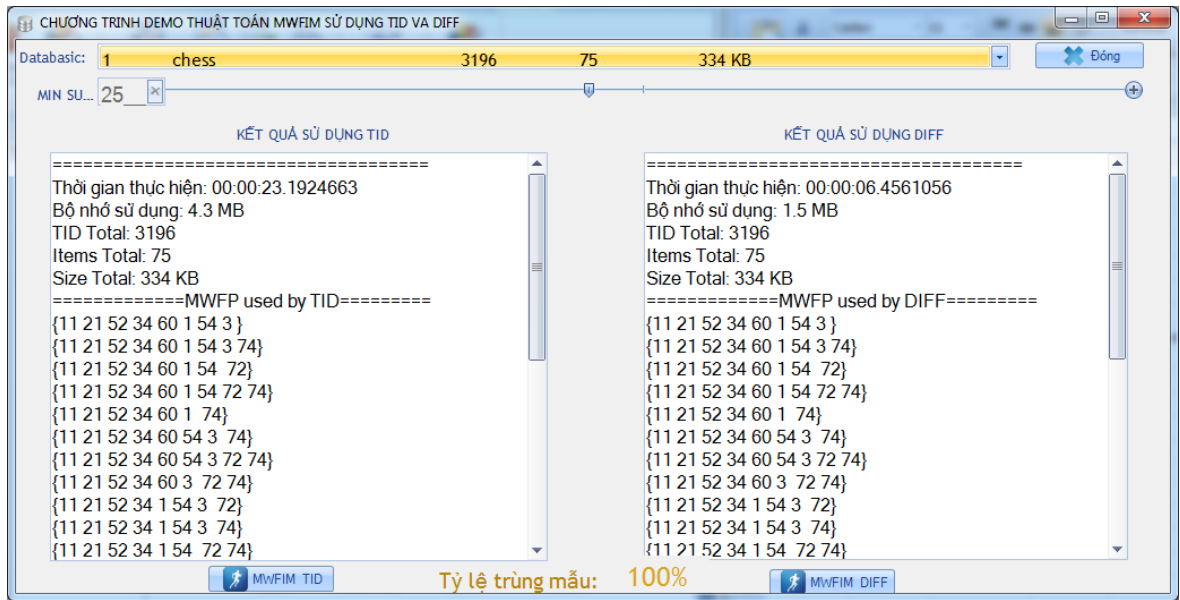 CHƯƠNG TRINH DEMO THUẬT TOÁN MWFIM SỬ DỤNG TID VA DIFF
Databasic: 1 chess 3196 75 334 KB Đóng
MIN SU... 25__
KẾT QUẢ SỬ DỤNG TID
=====================================
Thời gian thực hiện: 00:00:23.1924663
Bộ nhớ sử dụng: 4.3 MB
TID Total: 3196
Items Total: 75
Size Total: 334 KB
=============MWFP used by TID=========
{11 21 52 34 60 1 54 3 }
{11 21 52 34 60 1 54 3 74}
{11 21 52 34 60 1 54  72}
{11 21 52 34 60 1 54 72 74}
{11 21 52 34 60 1  74}
{11 21 52 34 60 54 3  74}
{11 21 52 34 60 54 3 72 74}
{11 21 52 34 60 3  72 74}
{11 21 52 34 1 54 3  72}
{11 21 52 34 1 54 3  74}
{11 21 52 34 1 54  72 74}
MWFIM TID
KẾT QUẢ SỬ DỤNG DIFF
=====================================
Thời gian thực hiện: 00:00:06.4561056
Bộ nhớ sử dụng: 1.5 MB
TID Total: 3196
Items Total: 75
Size Total: 334 KB
=============MWFP used by DIFF=========
{11 21 52 34 60 1 54 3 }
{11 21 52 34 60 1 54 3 74}
{11 21 52 34 60 1 54  72}
{11 21 52 34 60 1 54 72 74}
{11 21 52 34 60 1  74}
{11 21 52 34 60 54 3  74}
{11 21 52 34 60 54 3 72 74}
{11 21 52 34 60 3  72 74}
{11 21 52 34 1 54 3  72}
{11 21 52 34 1 54 3  74}
{11 21 52 34 1 54  72 74}
Tỷ lệ trùng mẫu: 100%
MWFIM DIFF